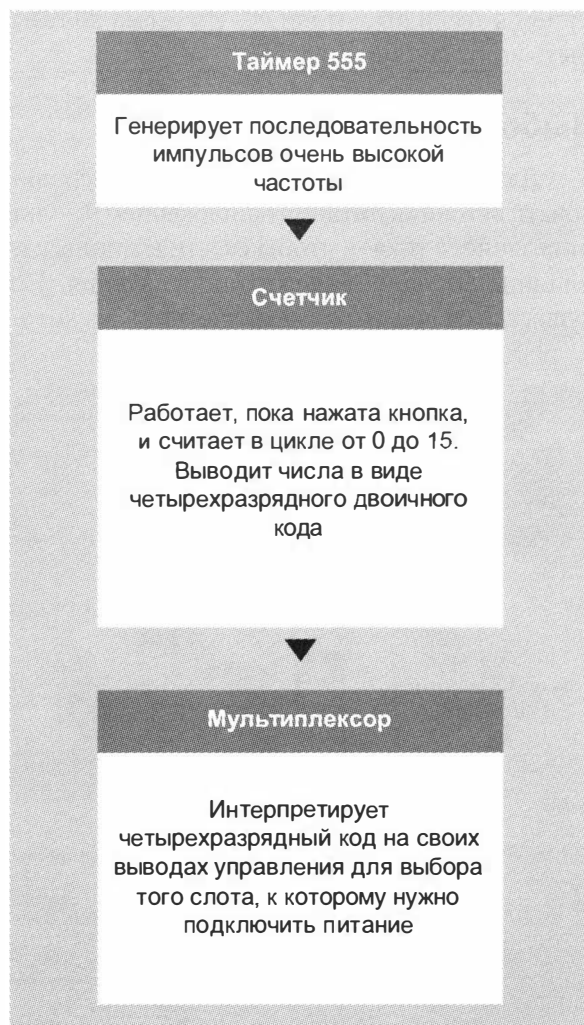 Таймер 555
Генерирует последовательность
импульсов очень высокой
частоты
Счетчик
Работает, пока нажата кнопка,
и считает в цикле от 0 до 15.
Выводит числа в виде
четырехразрядного двоичного
кода
Мультиплексор
Интерпретирует
четырехразрядный код на своих
выводах управления для выбора
того слота, к которому нужно
подключить питание